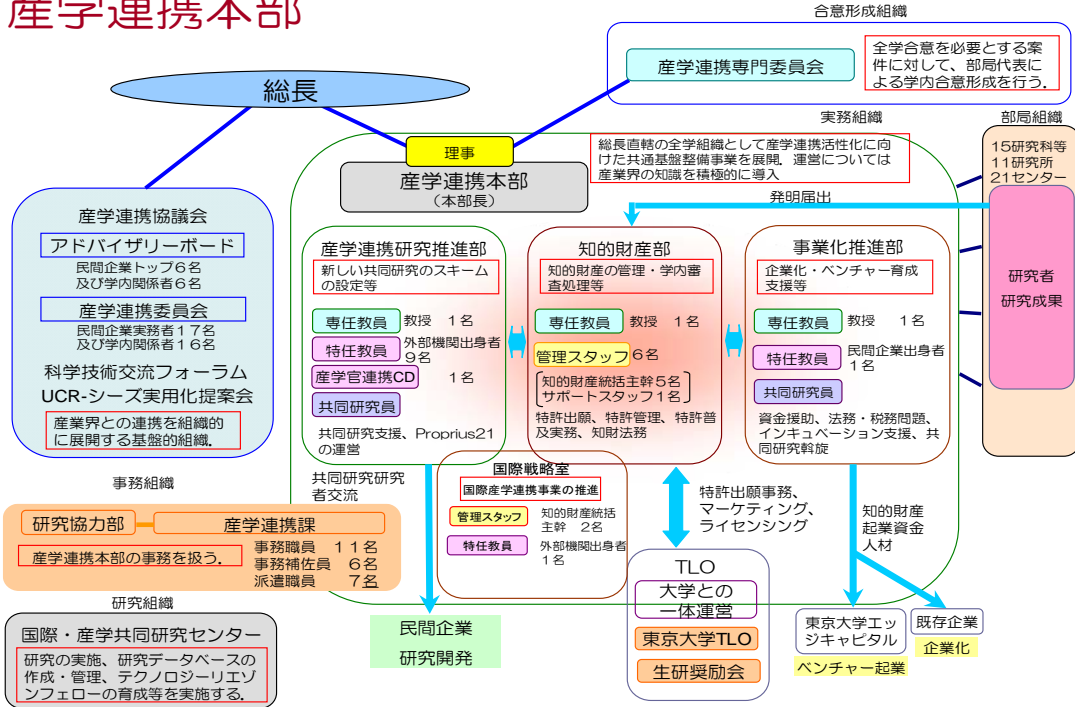 産学連携本部
合意形成組織
産学連携専門委員会
全学合意を必要とする案
件に対して、部局代表に
よる学内合意形成を行う.
総長
実務組織
部局組織
理事
産学連携本部
（本部長）
総長直轄の全学組織として産学連携活性化に向
けた共通基盤整備事業を展開. 運営については
産業界の知識を積極的に導入
15研究科等
11研究所
21センター
発明届出
研究者
研究成果
産学連携協議会
アドバイザリーボード
民間企業トップ６名
及び学内関係者６名
産学連携委員会
民間企業実務者１７名
及び学内関係者１６名
科学技術交流フォーラム
UCR-シーズ実用化提案会
産業界との連携を組織的
に展開する基盤的組織.
産学連携研究推進部
新しい共同研究のスキーム
の設定等
専任教員 教授 １名
特任教員 外部機関出身者
９名
産学官連携CD １名
共同研究員
共同研究支援、Proprius21
の運営
知的財産部
知的財産の管理・学内審
査処理等
専任教員 教授 １名
管理スタッフ ６名
知的財産統括主幹５名
サポートスタッフ１名
特許出願、特許管理、特許普
及実務、知財法務
事業化推進部
企業化・ベンチャー育成
支援等
専任教員 教授 １名
特任教員 民間企業出身者
１名
共同研究員
資金援助、法務・税務問題、
インキュベーション支援、共
同研究斡旋
国際戦略室
国際産学連携事業の推進
管理スタッフ 知的財産統括
主幹 ２名
特任教員 外部機関出身者
１名
共同研究研究
者交流
特許出願事務、
マーケティング、
ライセンシング
知的財産
起業資金
人材
事務組織
研究協力部 産学連携課
産学連携本部の事務を扱う.
事務職員 １１名
事務補佐員 ６名
派遣職員 ７名
研究組織
国際・産学共同研究センター
研究の実施、研究データベースの
作成・管理、テクノロジーリエゾ
ンフェローの育成等を実施する.
民間企業
研究開発
TLO
大学との
一体運営
東京大学TLO
生研奨励会
東京大学エッ
ジキャピタル
ベンチャー起業
既存企業
企業化